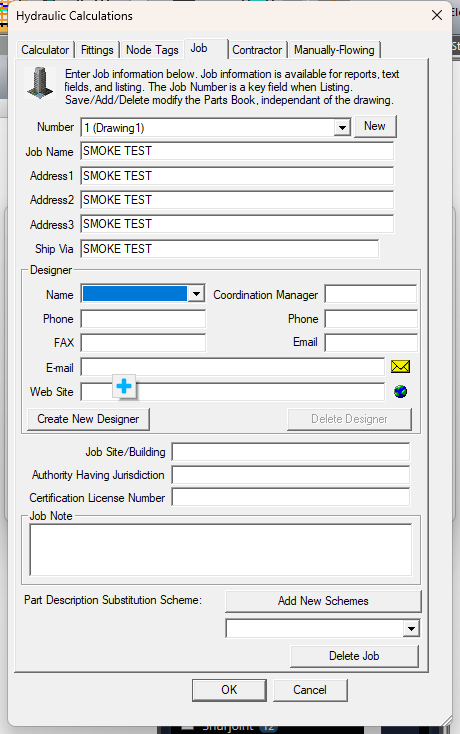 Hydraulic Calculations
Calculator Fittings Node Tags Job Contractor Manually-Flowing
Enter Job information below. Job information is available for reports, text
fields, and listing. The Job Number is a key field when Listing.
Save/Add/Delete modify the Parts Book, independant of the drawing.
Number 1 (Drawing1) New
Job Name SMOKE TEST
Address1 SMOKE TEST
Address2 SMOKE TEST
Address3 SMOKE TEST
Ship Via SMOKE TEST
Designer
Name Coordination Manager
Phone Phone
FAX Email
E-mail
Web Site
Create New Designer Delete Designer
Job Site/Building
Authority Having Jurisdiction
Certification License Number
Job Note
Part Description Substitution Scheme: Add New Schemes
Delete Job
OK Cancel
12